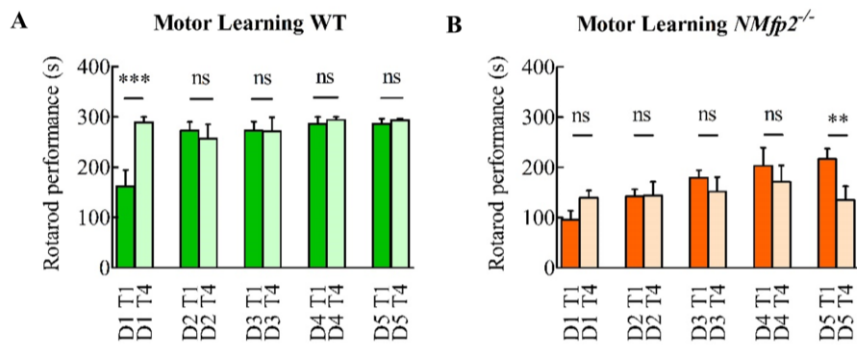 A
Motor Learning WT
Rotarod performance (s)
400
300
200
100
0
***
ns
ns
ns
ns
D1 T1
D1 T4
D2 T1
D2 T4
D3 T1
D3 T4
D4 T1
D4 T4
D5 T1
D5 T4
B
Motor Learning NMfp2-/-
Rotarod performance (s)
400
300
200
100
0
ns
ns
ns
ns
**
D1 T1
D1 T4
D2 T1
D2 T4
D3 T1
D3 T4
D4 T1
D4 T4
D5 T1
D5 T4